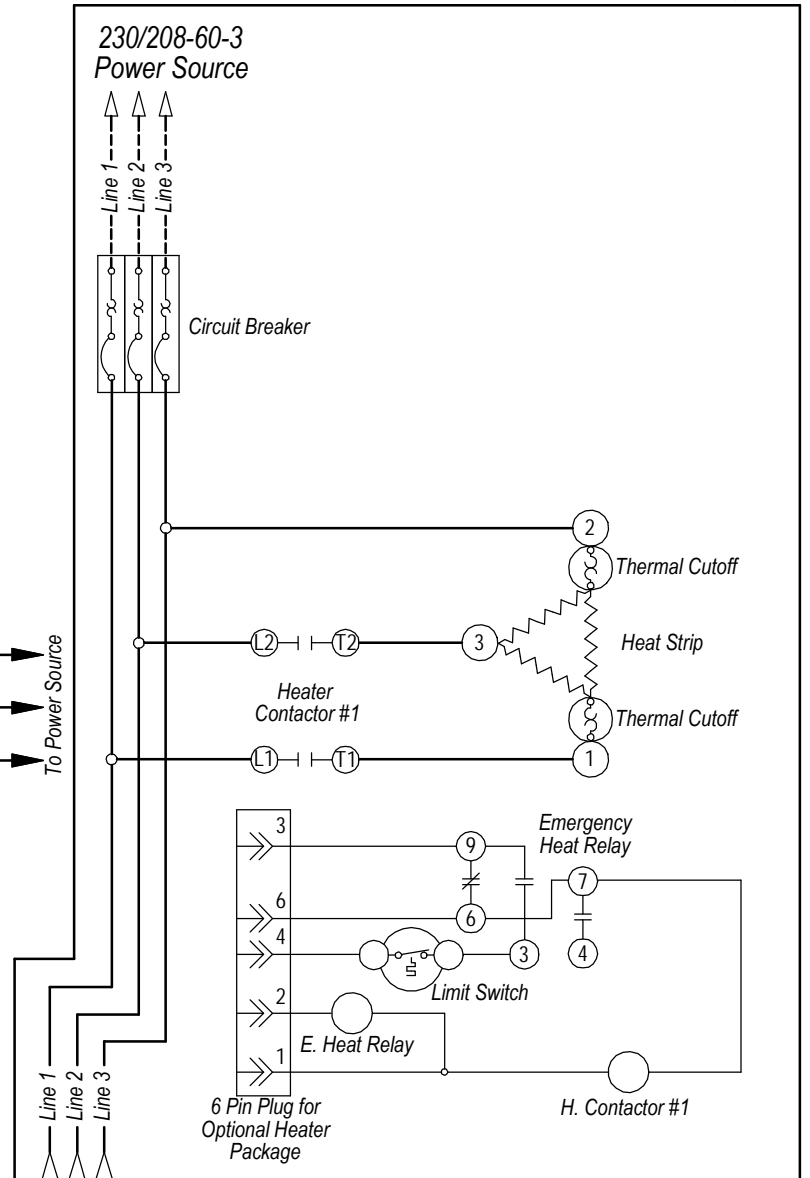 230/208-60-3
Power Source
Line 1
Line 2
Line 3
Circuit Breaker
2
Thermal Cutoff
L2
T2
3
Heat Strip
To Power Source
Heater
Contactor #1
Thermal Cutoff
L1
T1
1
3
9
Emergency
Heat Relay
7
6
6
4
3
4
Limit Switch
2
E. Heat Relay
1
H. Contactor #1
Line 1
Line 2
Line 3
6 Pin Plug for
Optional Heater
Package